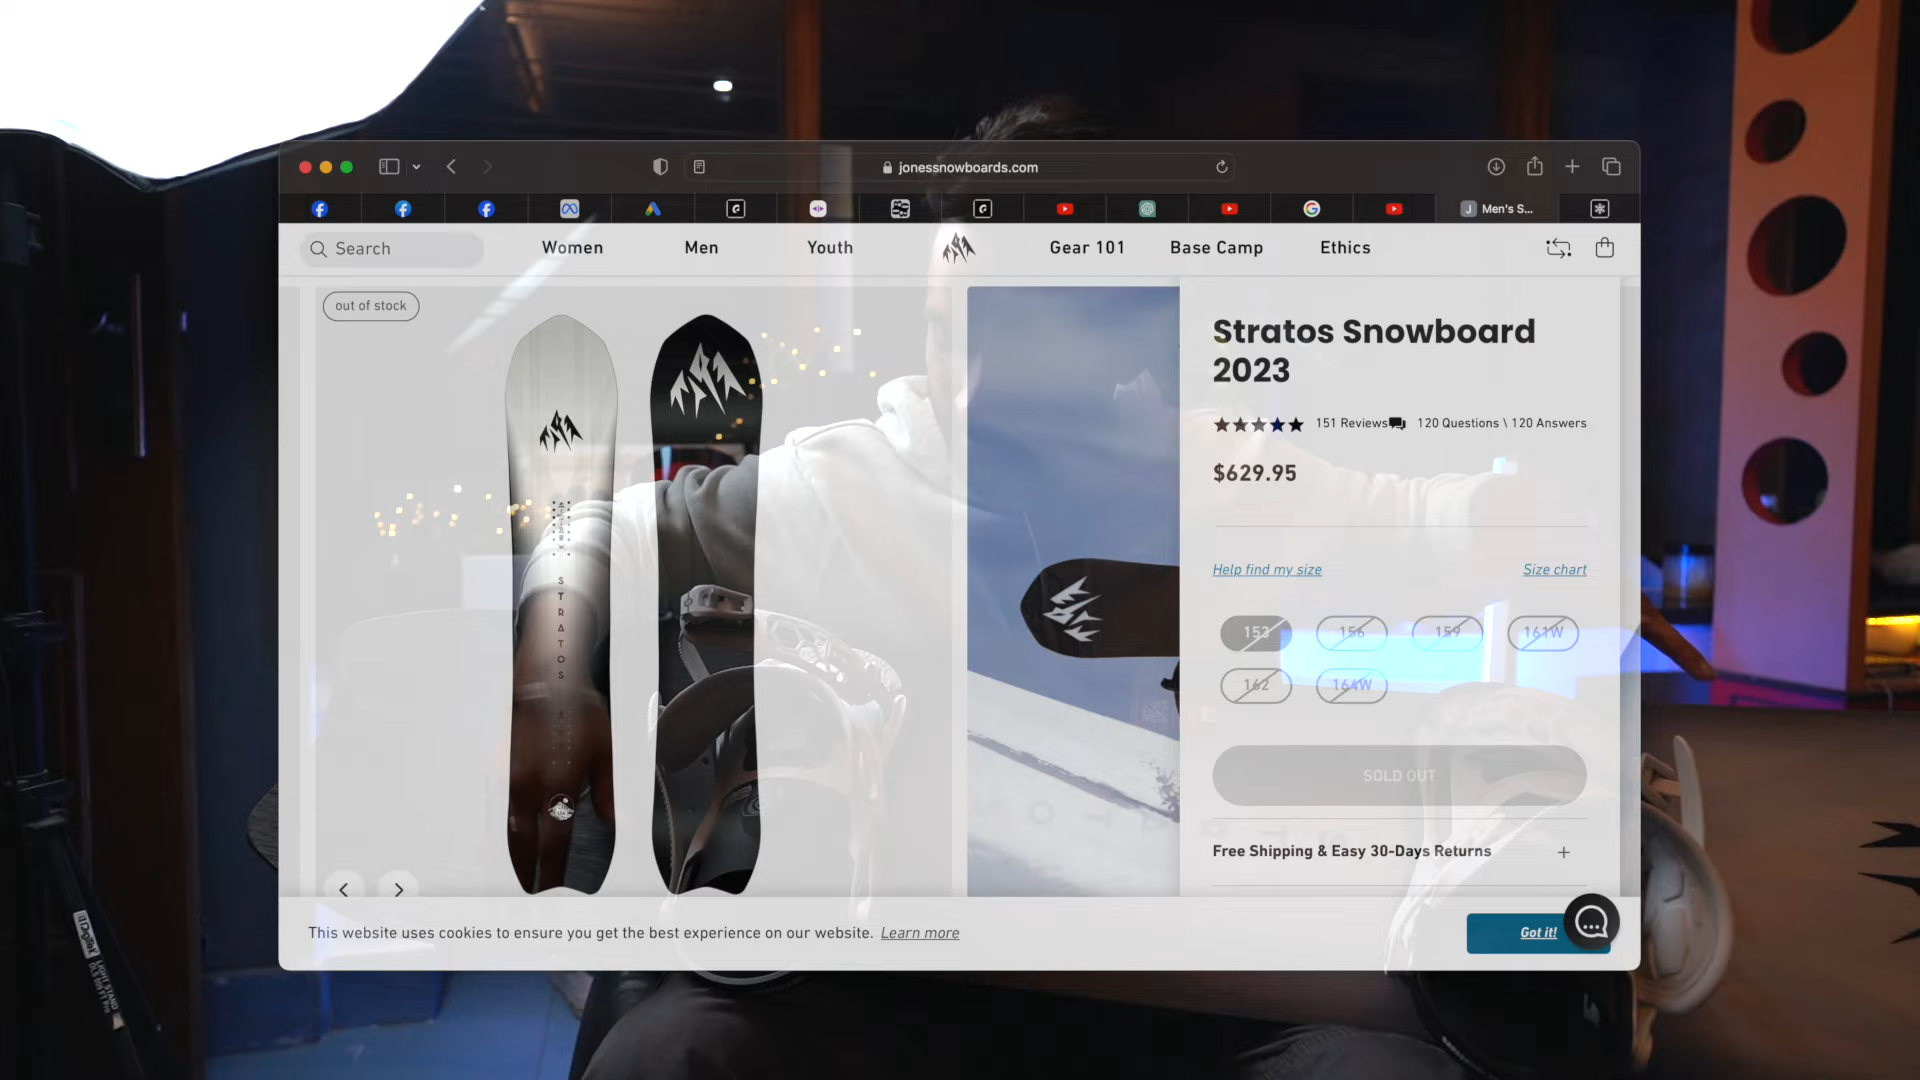 jonessnowboards.com
J Men's S...
Search
Women
Men
Youth
Gear 101
Base Camp
Ethics
out of stock
STRATOS
Stratos Snowboard
2023
151 Reviews
120 Questions \ 120 Answers
$629.95
Help find my size
Size chart
153
156
159
161W
162
164W
SOLD OUT
Free Shipping & Easy 30-Days Returns
This website uses cookies to ensure you get the best experience on our website. Learn more
Got it!
DigiteX
LIGHT STAND